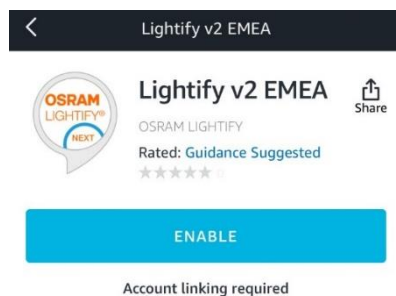 Lightify v2 EMEA
OSRAM
LIGHTIFY®
NEXT
Lightify v2 EMEA
Share
OSRAM LIGHTIFY
Rated: Guidance Suggested
ENABLE
Account linking required